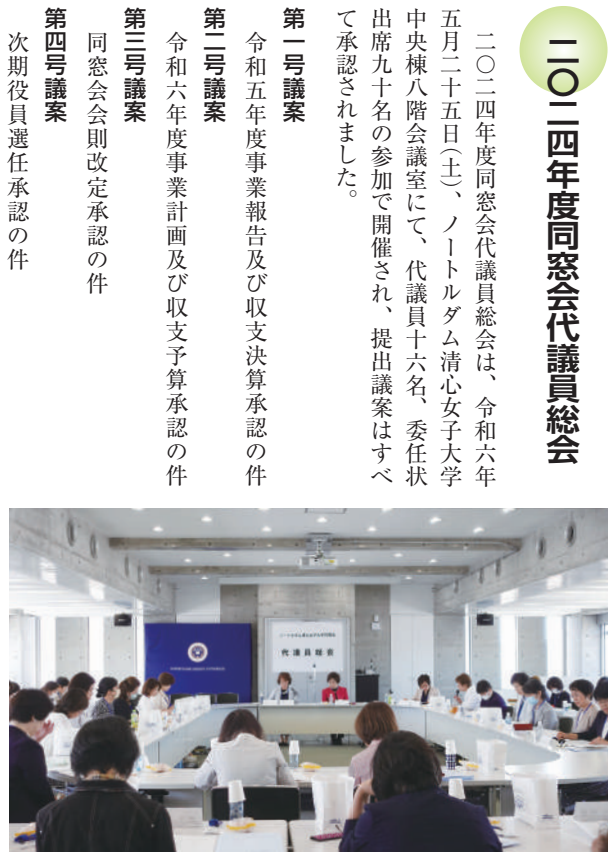 二〇二四年度同窓会代議員総会
二〇二四年度同窓会代議員総会は、令和六年
五月二十五日(土)、ノートルダム清心女子大学
中央棟八階会議室にて、代議員十六名、委任状
出席九十名の参加で開催され、提出議案はすべ
て承認されました。
第一号議案
令和五年度事業報告及び収支決算承認の件
第二号議案
令和六年度事業計画及び収支予算承認の件
第三号議案
同窓会会則改定承認の件
第四号議案
次期役員選任承認の件
代議員総会